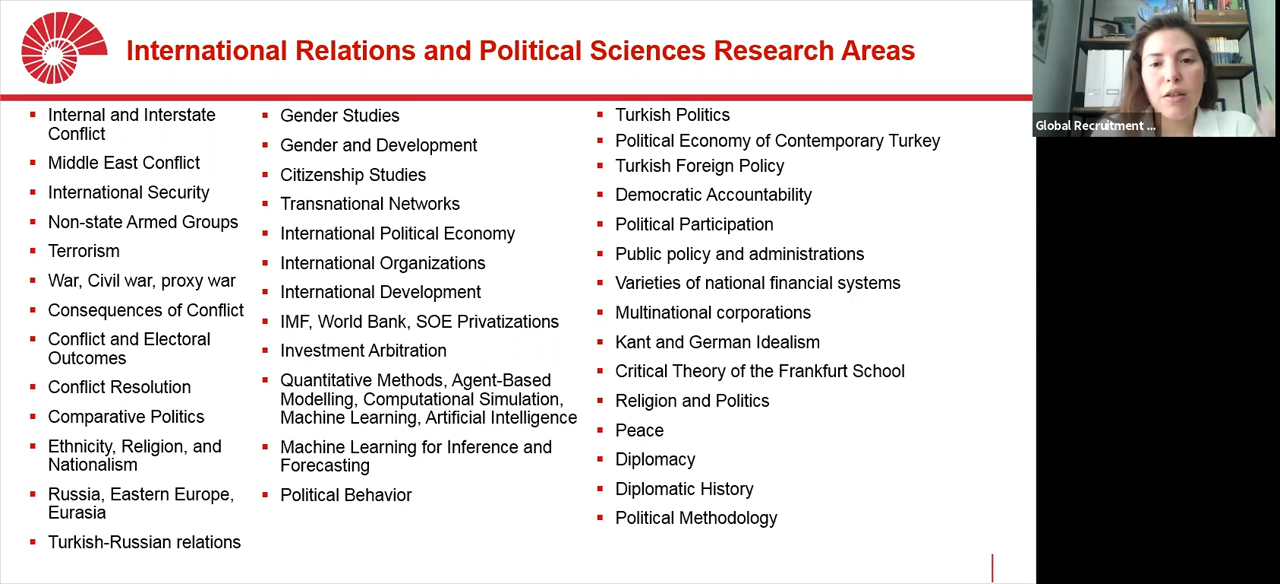 International Relations and Political Sciences Research Areas
Internal and Interstate
Conflict
Middle East Conflict
International Security
Non-state Armed Groups
Terrorism
War, Civil war, proxy war
Consequences of Conflict
Conflict and Electoral
Outcomes
Conflict Resolution
Comparative Politics
Ethnicity, Religion, and
Nationalism
Russia, Eastern Europe,
Eurasia
Turkish-Russian relations
Gender Studies
Gender and Development
Citizenship Studies
Transnational Networks
International Political Economy
International Organizations
International Development
IMF, World Bank, SOE Privatizations
Investment Arbitration
Quantitative Methods, Agent-Based
Modelling, Computational Simulation,
Machine Learning, Artificial Intelligence
Machine Learning for Inference and
Forecasting
Political Behavior
Turkish Politics
Political Economy of Contemporary Turkey
Turkish Foreign Policy
Democratic Accountability
Political Participation
Public policy and administrations
Varieties of national financial systems
Multinational corporations
Kant and German Idealism
Critical Theory of the Frankfurt School
Religion and Politics
Peace
Diplomacy
Diplomatic History
Political Methodology
Global Recruitment ...